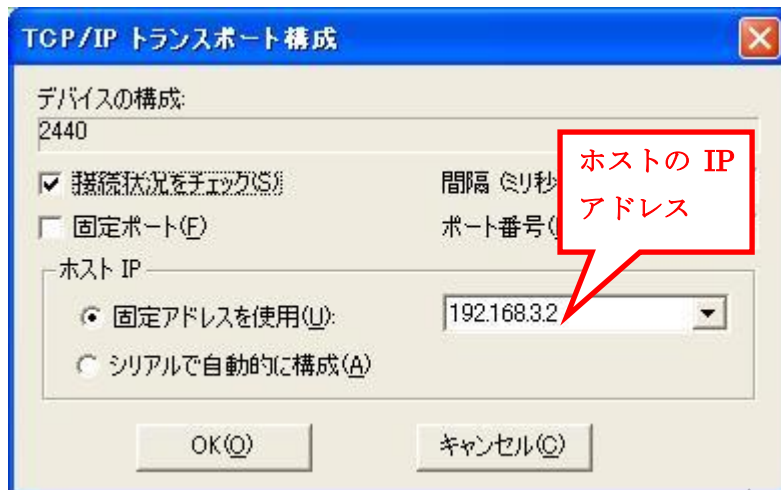 TCP/IP トランスポート構成
デバイスの構成:
2440
接続状況をチェック(S)
間隔 (ミリ秒
固定ポート(F)
ポート番号(
ホストの IP
アドレス
ホスト IP
固定アドレスを使用(U):
192.168.3.2
シリアルで自動的に構成(A)
OK(O)
キャンセル(C)